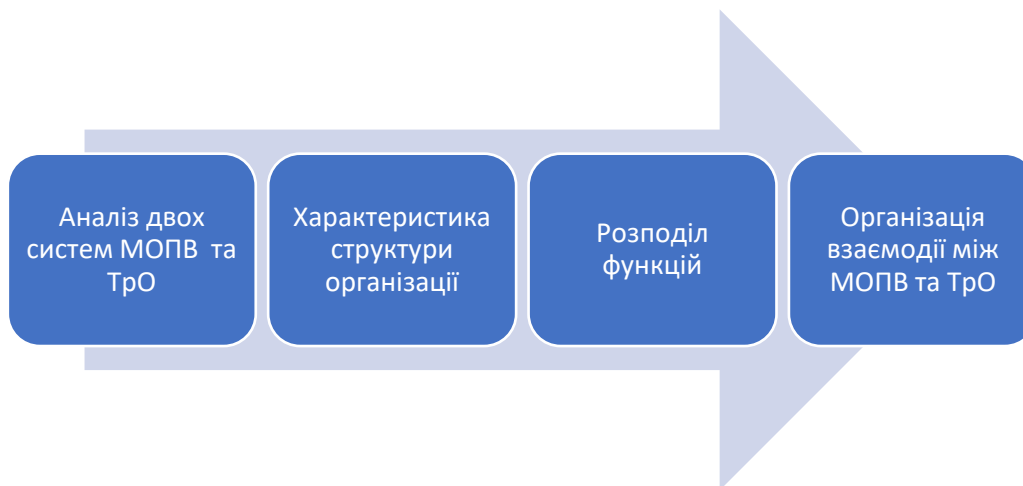 Аналіз двох
систем МОПВ та
ТрО
Характеристика
структури
організації
Розподіл
функцій
Організація
взаємодії між
МОПВ та ТрО